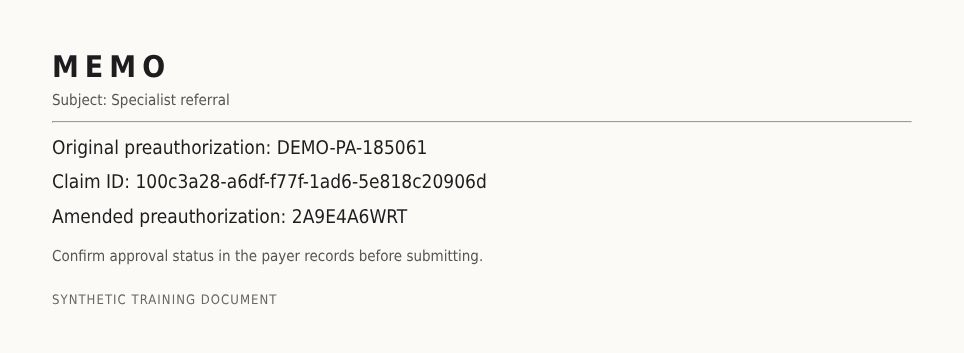 MEMO
Subject: Specialist referral
Original preauthorization: DEMO-PA-185061
Claim ID: 100c3a28-a6df-f77f-1ad6-5e818c20906d
Amended preauthorization: 2A9E4A6WRT
Confirm approval status in the payer records before submitting.
SYNTHETIC TRAINING DOCUMENT